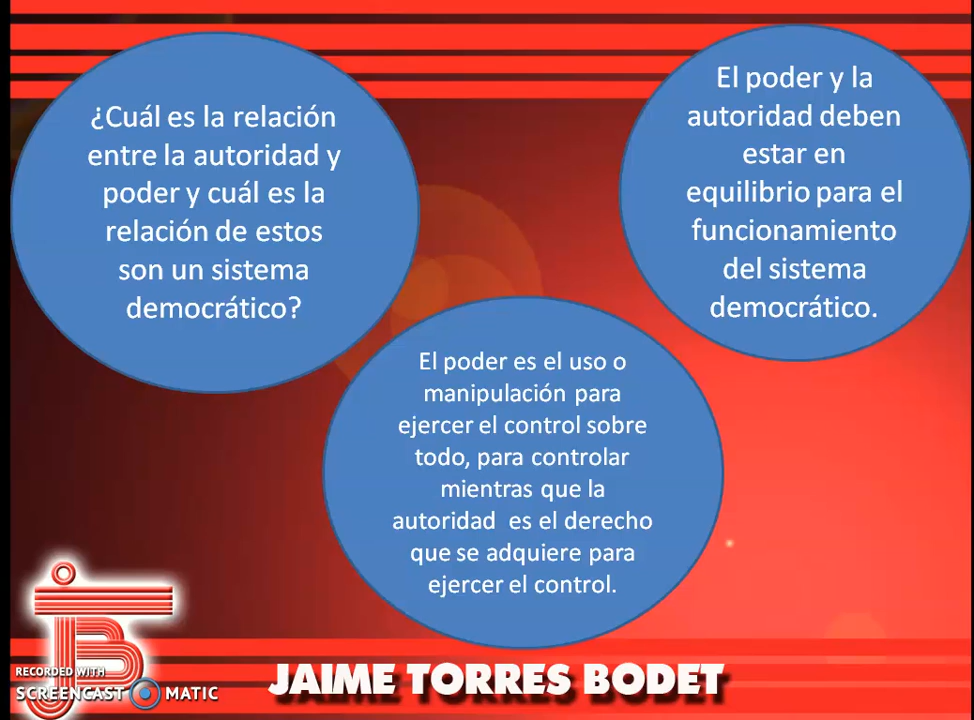 ¿Cuál es la relación
entre la autoridad y
poder y cuál es la
relación de estos
son un sistema
democrático?
El poder y la
autoridad deben
estar en
equilibrio para el
funcionamiento
del sistema
democrático.
El poder es el uso o
manipulación para
ejercer el control sobre
todo, para controlar
mientras que la
autoridad es el derecho
que se adquiere para
ejercer el control.
RECORDED WITH
SCREENCAST MATIC
JAIME TORRES BODET